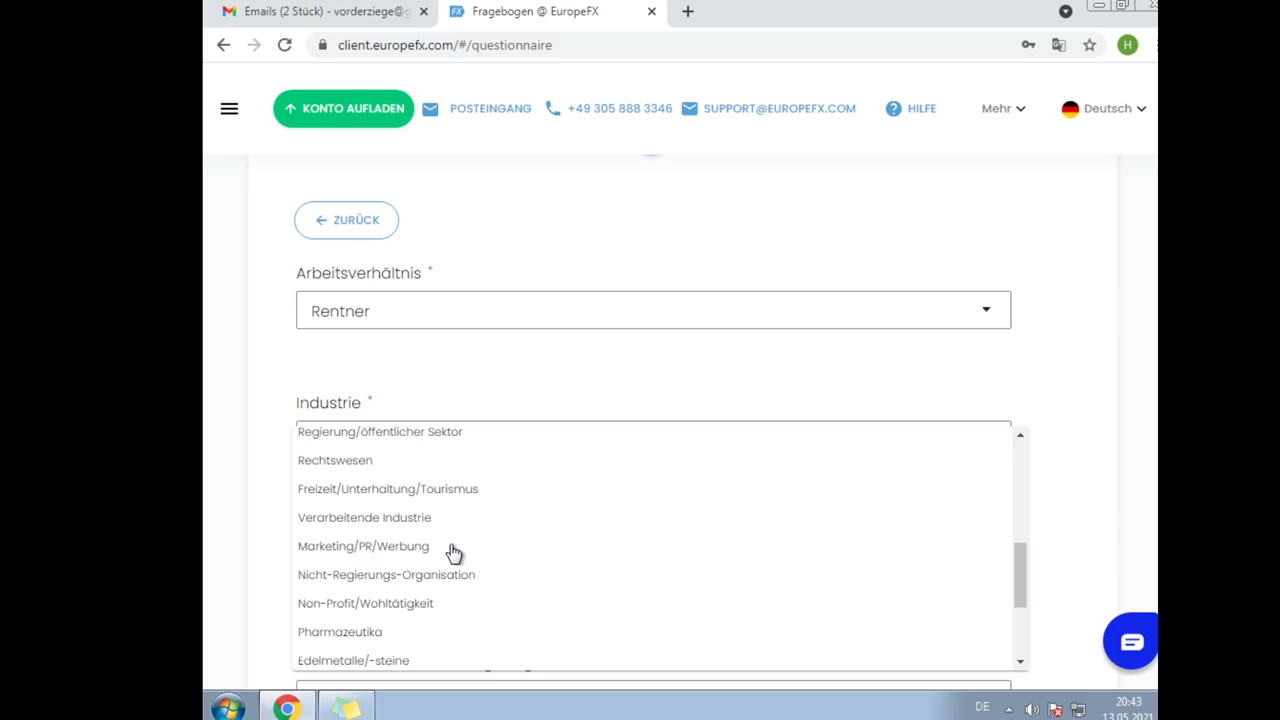 Emails (2 Stück) - vorderziege@g
Fragebogen @ EuropeFX
client.europefx.com/#/questionnaire
H
KONTO AUFLADEN
POSTEINGANG
+49 305 888 3346
SUPPORT@EUROPEFX.COM
HILFE
Mehr
Deutsch
ZURÜCK
Arbeitsverhältnis *
Rentner
Industrie *
Regierung/öffentlicher Sektor
Rechtswesen
Freizeit/Unterhaltung/Tourismus
Verarbeitende Industrie
Marketing/PR/Werbung
Nicht-Regierungs-Organisation
Non-Profit/Wohltätigkeit
Pharmazeutika
Edelmetalle/-steine
DE
20:43
13.05.2021